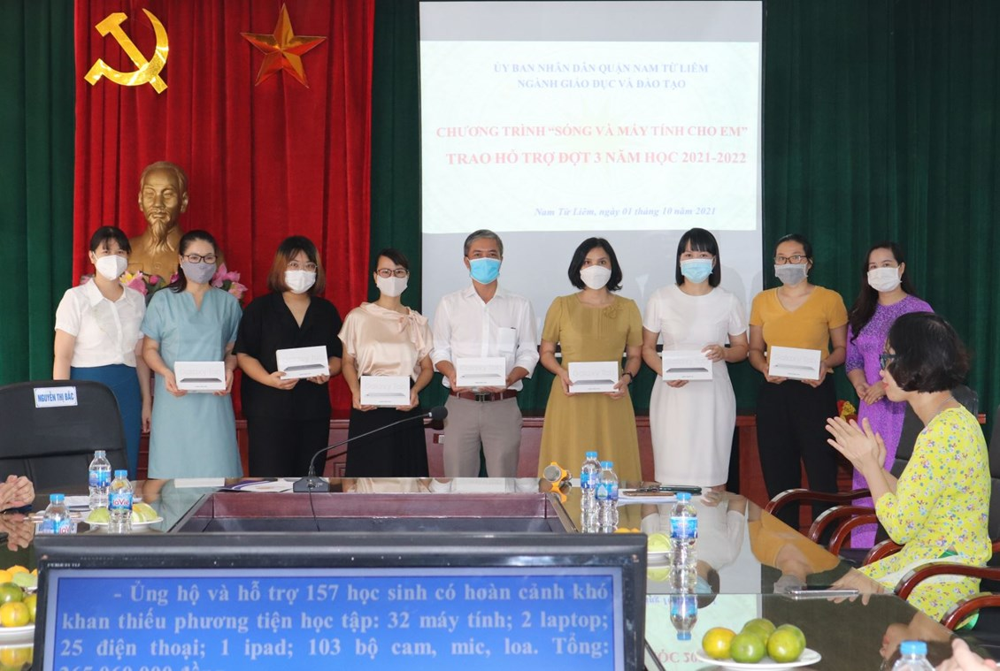 ỦY BAN NHÂN DÂN QUẬN NAM TỪ LIÊM
NGÀNH GIÁO DỤC VÀ ĐÀO TẠO
CHƯƠNG TRÌNH “SÓNG VÀ MÁY TÍNH CHO EM”
TRAO HỖ TRỢ ĐỢT 3 NĂM HỌC 2021-2022
Nam Từ Liêm, ngày 01 tháng 10 năm 2021
NGUYỄN THỊ BẮC
LaVie
- Ủng hộ và hỗ trợ 157 học sinh có hoàn cảnh khó
khan thiếu phương tiện học tập: 32 máy tính; 2 laptop;
25 điện thoại; 1 ipad; 103 bộ cam, mic, loa. Tổng: